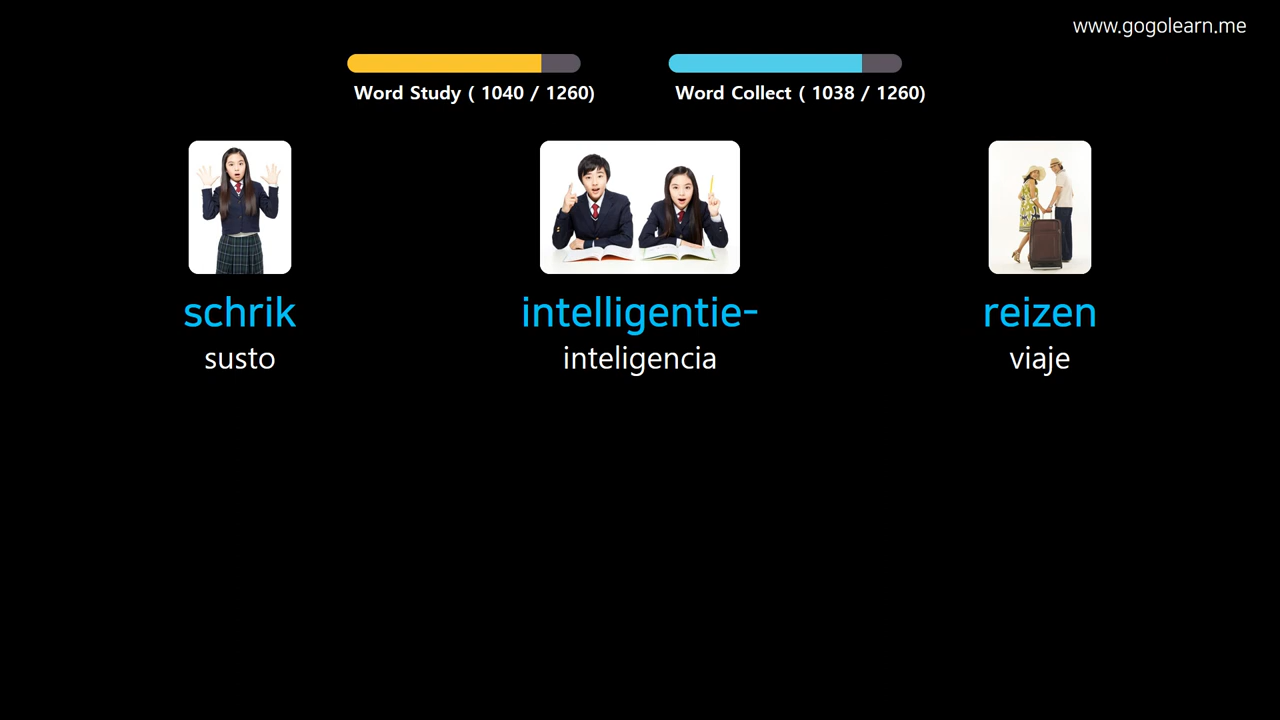 www.gogolearn.me
Word Study ( 1040 / 1260)
Word Collect ( 1038 / 1260)
schrik
intelligentie-
reizen
susto
inteligencia
viaje